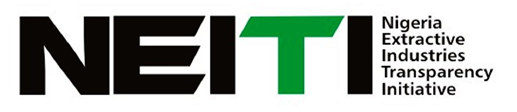 NEITI
Nigeria
Extractive
Industries
Transparency
Initiative